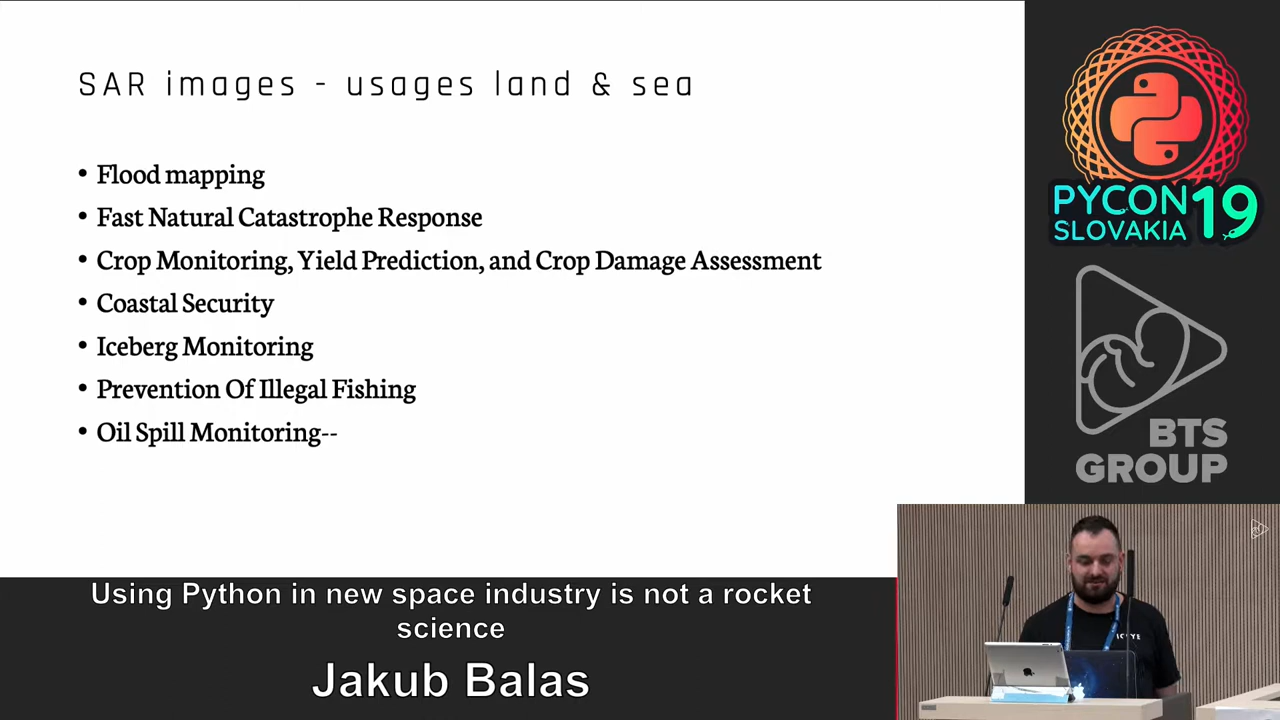 SAR images - usages land & sea
• Flood mapping
• Fast Natural Catastrophe Response
• Crop Monitoring, Yield Prediction, and Crop Damage Assessment
• Coastal Security
• Iceberg Monitoring
• Prevention Of Illegal Fishing
• Oil Spill Monitoring--
PYCON 19
SLOVAKIA
BTS
GROUP
ICEYE
Using Python in new space industry is not a rocket
science
Jakub Balas